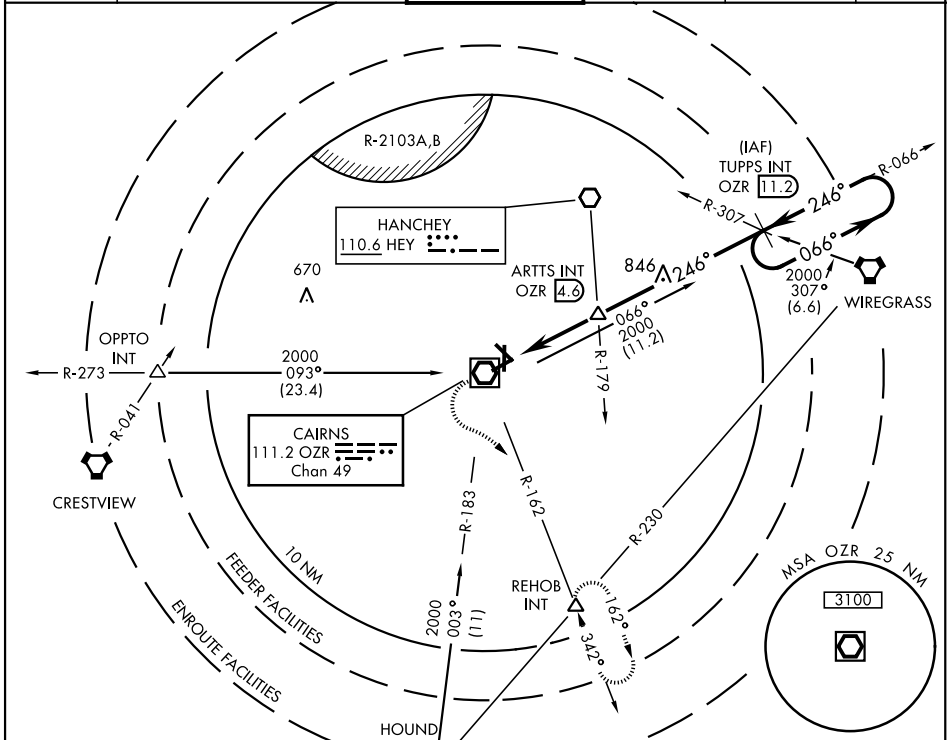 R-2103A,B
(IAF)
TUPPS INT
OZR 11.2
R-066
R-307
246°
066°
2000
307°
(6.6)
WIREGRASS
HANCHEY
110.6 HEY
ARTTS INT
OZR 4.6
846
246°
066°
2000
(11.2)
670
OPPTO
INT
R-273
2000
093°
(23.4)
R-179
R-041
CRESTVIEW
CAIRNS
111.2 OZR
Chan 49
R-183
R-162
R-230
10 NM
FEEDER FACILITIES
ENROUTE FACILITIES
2000
003°
(11)
REHOB
INT
162°
342°
HOUND
MSA OZR 25 NM
3100